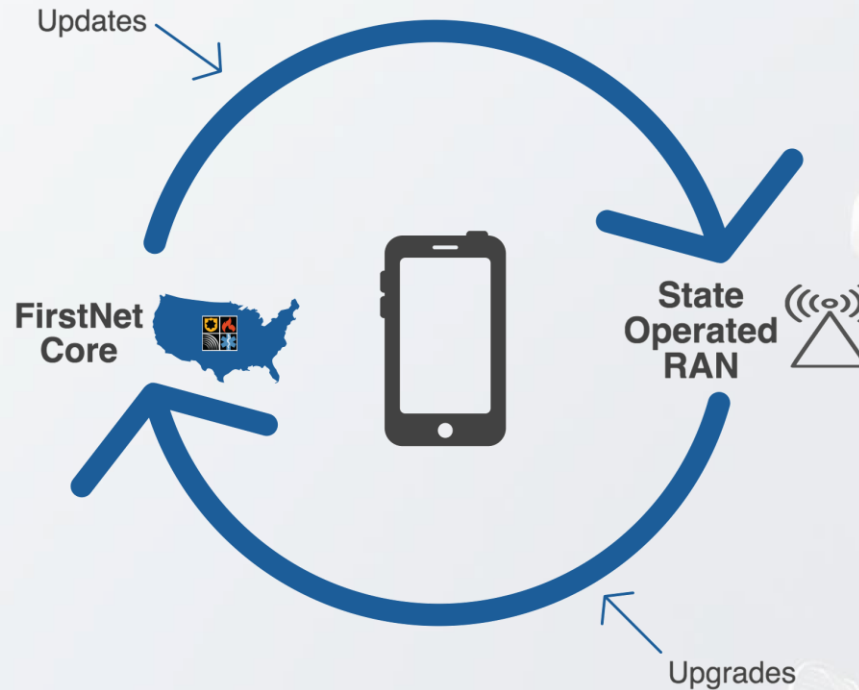 Updates
FirstNet
Core
State
Operated
RAN
Upgrades